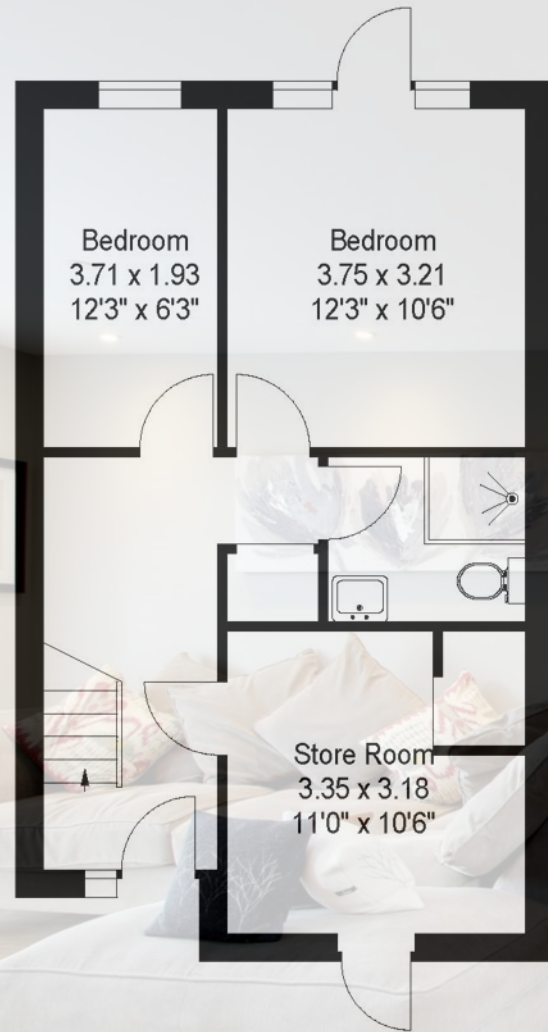 Bedroom
3.71 x 1.93
12'3" x 6'3"
Bedroom
3.75 x 3.21
12'3" x 10'6"
Store Room
3.35 x 3.18
11'0" x 10'6"